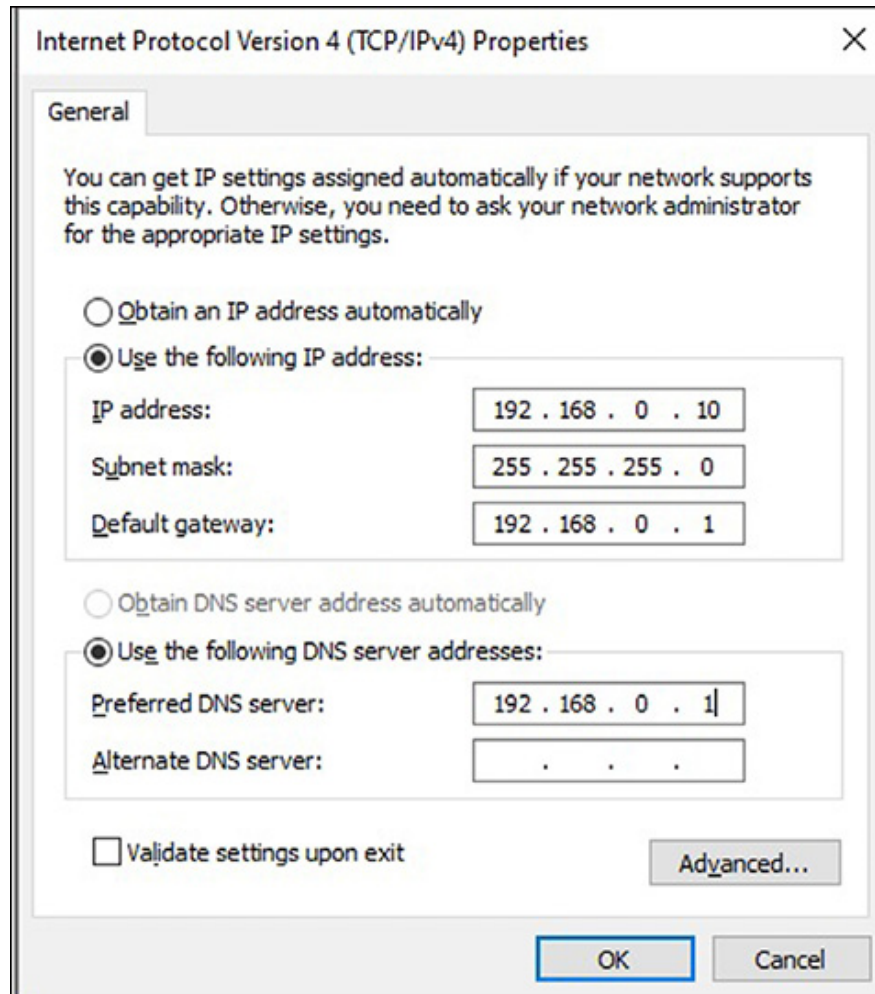 Internet Protocol Version 4 (TCP/IPv4) Properties
General
You can get IP settings assigned automatically if your network supports
this capability. Otherwise, you need to ask your network administrator
for the appropriate IP settings.
Obtain an IP address automatically
Use the following IP address:
IP address: 192 . 168 . 0 . 10
Subnet mask: 255 . 255 . 255 . 0
Default gateway: 192 . 168 . 0 . 1
Obtain DNS server address automatically
Use the following DNS server addresses:
Preferred DNS server: 192 . 168 . 0 . 1
Alternate DNS server: . . .
Validate settings upon exit
Advanced...
OK Cancel